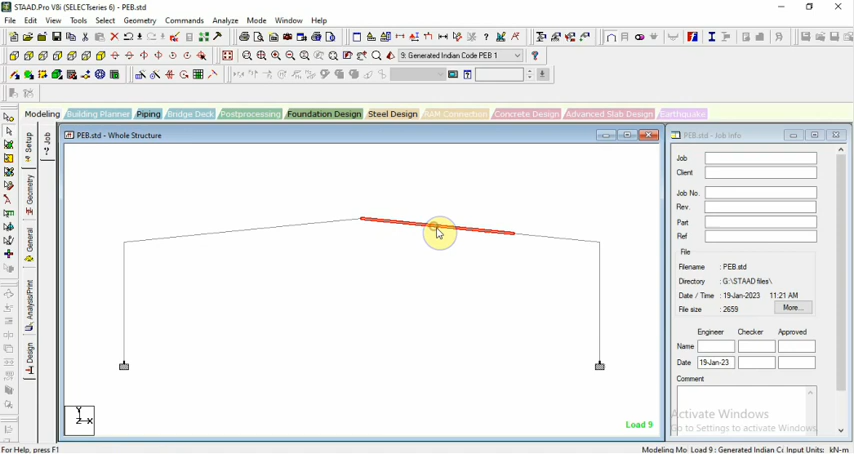 STAAD.Pro V8i (SELECTseries 6) - PEB.std
File Edit View Tools Select Geometry Commands Analyze Mode Window Help
9: Generated Indian Code PEB 1
Modeling Building Planner Piping Bridge Deck Postprocessing Foundation Design Steel Design RAM Connection Concrete Design Advanced Slab Design Earthquake
Setup
Geometry
General
Analysis/Print
Design
Job
PEB.std - Whole Structure
Y
Z X
Load 9
PEB.std - Job Info
Job
Client
Job No.
Rev.
Part
Ref
File
Filename : PEB.std
Directory : G:\STAAD files\
Date / Time : 19-Jan-2023 11:21 AM
File size : 2659 More...
Engineer Checker Approved
Name
Date 19-Jan-23
Comment
Activate Windows
Go to Settings to activate Windows.
For Help, press F1
Modeling Mo Load 9 : Generated Indian Cc Input Units: kN-m